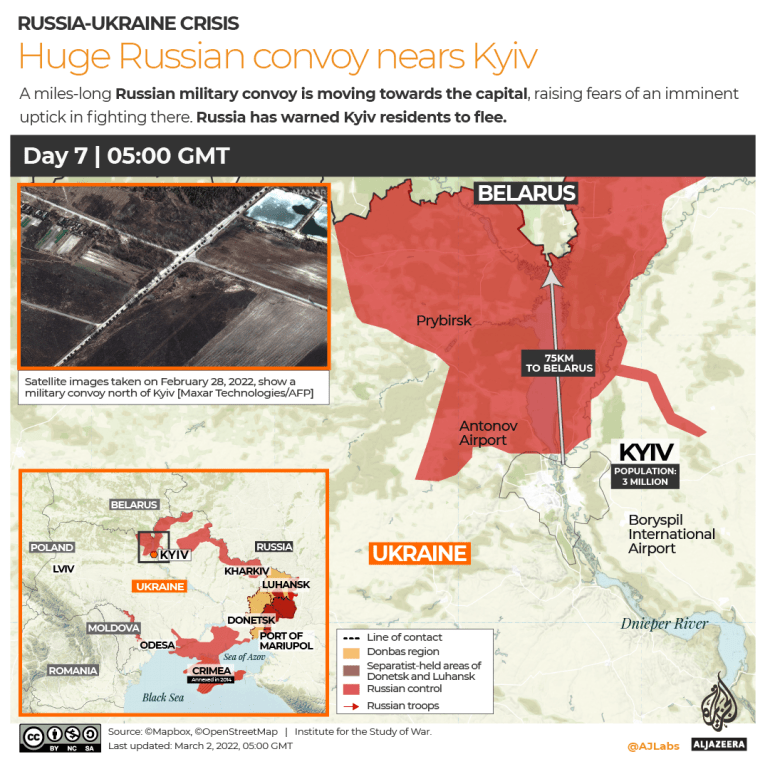 RUSSIA-UKRAINE CRISIS
Huge Russian convoy nears Kyiv
A miles-long Russian military convoy is moving towards the capital, raising fears of an imminent
uptick in fighting there. Russia has warned Kyiv residents to flee.
Day 7 | 05:00 GMT
BELARUS
Prybirsk
75KM
TO BELARUS
Satellite images taken on February 28, 2022, show a
military convoy north of Kyiv [Maxar Technologies/AFP]
Antonov
Airport
KYIV
POPULATION:
3 MILLION
Boryspil
International
Airport
UKRAINE
Dnieper River
BELARUS
POLAND
KYIV
RUSSIA
LVIV
KHARKIV
UKRAINE
LUHANSK
DONETSK
MOLDOVA
ODESA
PORT OF
MARIUPOL
Sea of Azov
ROMANIA
CRIMEA
Annexed in 2014
Black Sea
Line of contact
Donbas region
Separatist-held areas of
Donetsk and Luhansk
Russian control
Russian troops
cc BY NC SA
Source: ©Mapbox, ©OpenStreetMap | Institute for the Study of War.
Last updated: March 2, 2022, 05:00 GMT
@AJLabs
ALJAZEERA